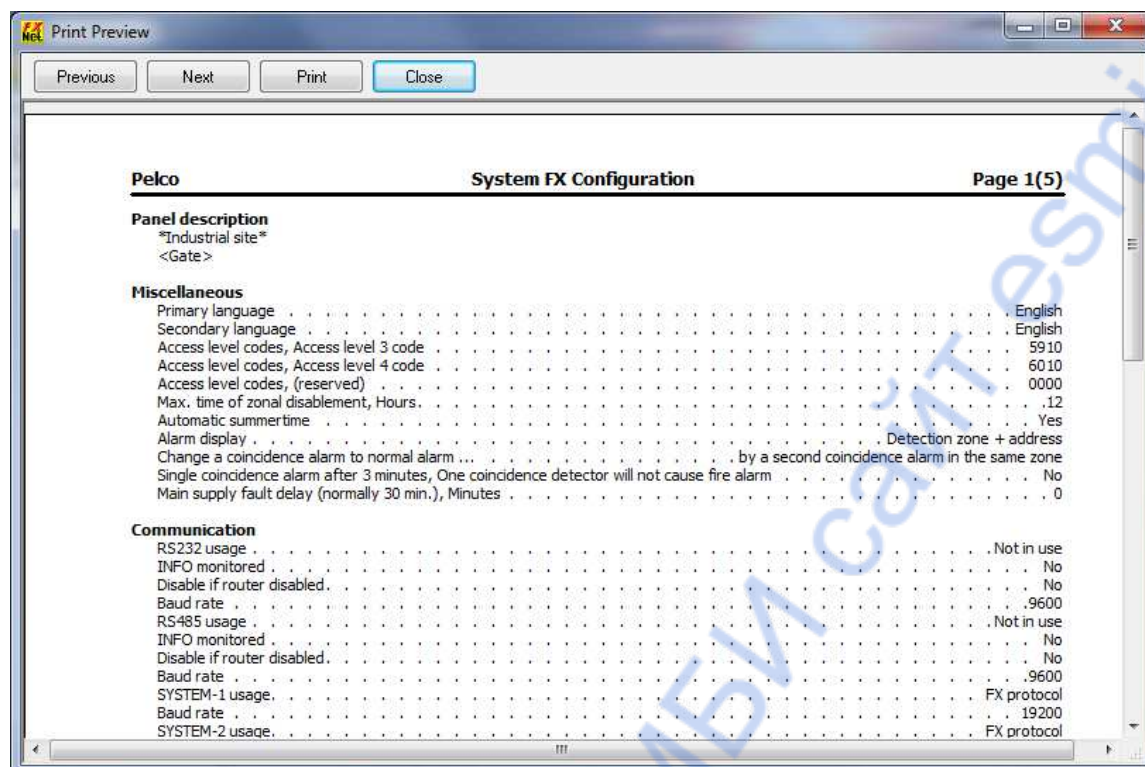 FX Net Print Preview
Previous Next Print Close
Pelco System FX Configuration Page 1(5)
Panel description
*Industrial site*
<Gate>
Miscellaneous
Primary language . . . . . . . . . . English
Secondary language . . . . . . . . . . English
Access level codes, Access level 3 code . . . . . . . . . . 5910
Access level codes, Access level 4 code . . . . . . . . . . 6010
Access level codes, (reserved) . . . . . . . . . . 0000
Max. time of zonal disablement, Hours. . . . . . . . . . .12
Automatic summertime . . . . . . . . . . Yes
Alarm display . . . . . . . . . . Detection zone + address
Change a coincidence alarm to normal alarm ... . . . . . . . . . . by a second coincidence alarm in the same zone
Single coincidence alarm after 3 minutes, One coincidence detector will not cause fire alarm . . . . . . . . . . No
Main supply fault delay (normally 30 min.), Minutes . . . . . . . . . . 0
Communication
RS232 usage . . . . . . . . . . Not in use
INFO monitored . . . . . . . . . . No
Disable if router disabled. . . . . . . . . . No
Baud rate . . . . . . . . . . .9600
RS485 usage . . . . . . . . . . Not in use
INFO monitored . . . . . . . . . . No
Disable if router disabled. . . . . . . . . . No
Baud rate . . . . . . . . . . .9600
SYSTEM-1 usage. . . . . . . . . . FX protocol
Baud rate . . . . . . . . . . 19200
SYSTEM-2 usage. . . . . . . . . . FX protocol
МБИ сайт esmi